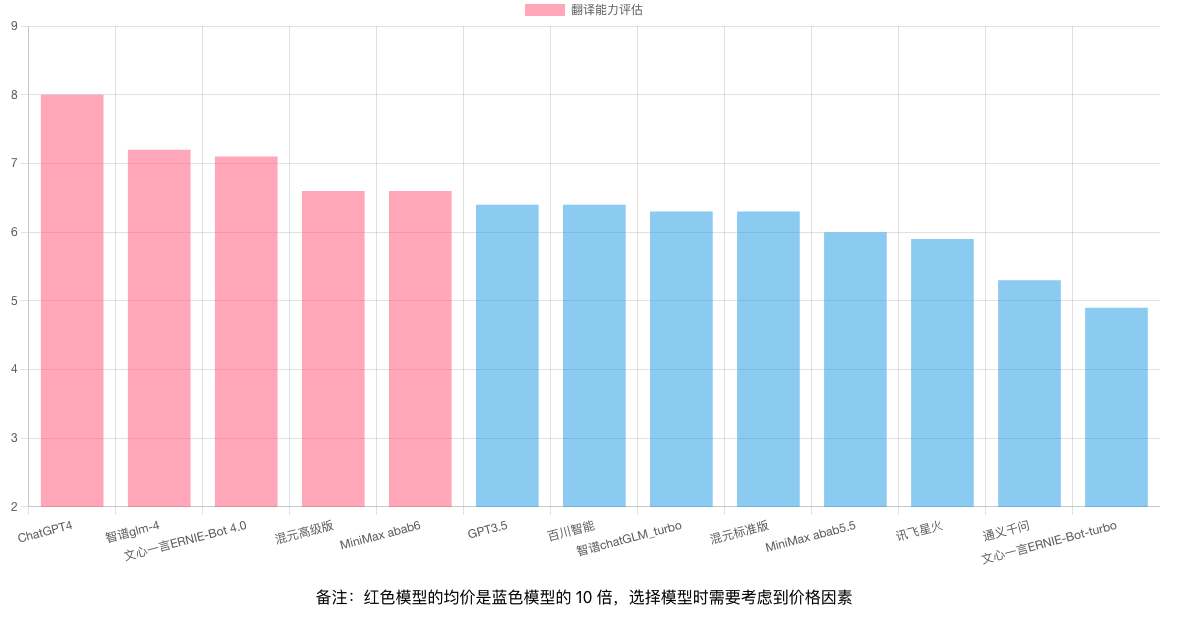 翻译能力评估
9
8
7
6
5
4
3
2
ChatGPT4
智谱glm-4
文心一言ERNIE-Bot 4.0
混元高级版
MiniMax abab6
GPT3.5
百川智能
智谱chatGLM_turbo
混元标准版
MiniMax abab5.5
讯飞星火
通义千问
文心一言ERNIE-Bot-turbo
备注：红色模型的均价是蓝色模型的 10 倍，选择模型时需要考虑到价格因素